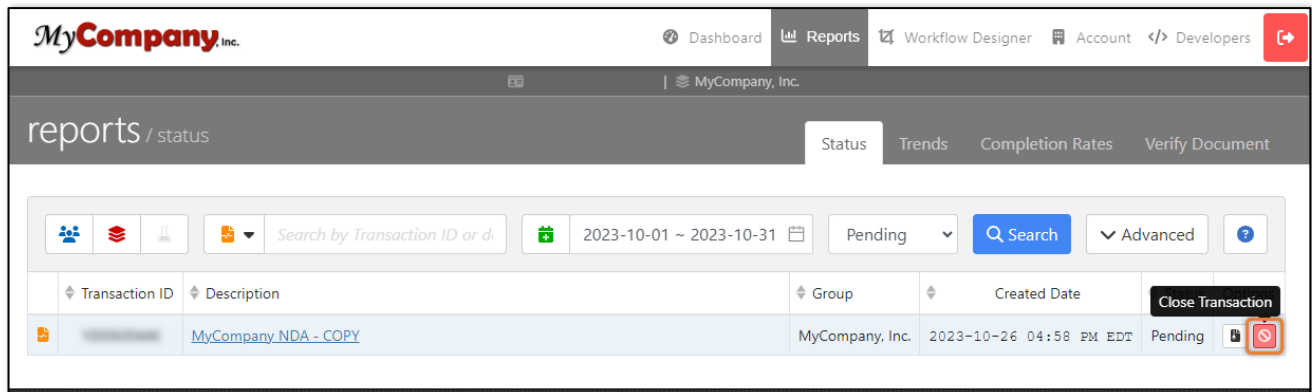 MyCompany, Inc.
Dashboard Reports Workflow Designer Account </> Developers
| MyCompany, Inc.
reports / status
Status Trends Completion Rates Verify Document
Search by Transaction ID or d
2023-10-01 ~ 2023-10-31 Pending Search Advanced ?
Transaction ID Description Group Created Date
Close Transaction
MyCompany NDA - COPY MyCompany, Inc. 2023-10-26 04:58 PM EDT Pending